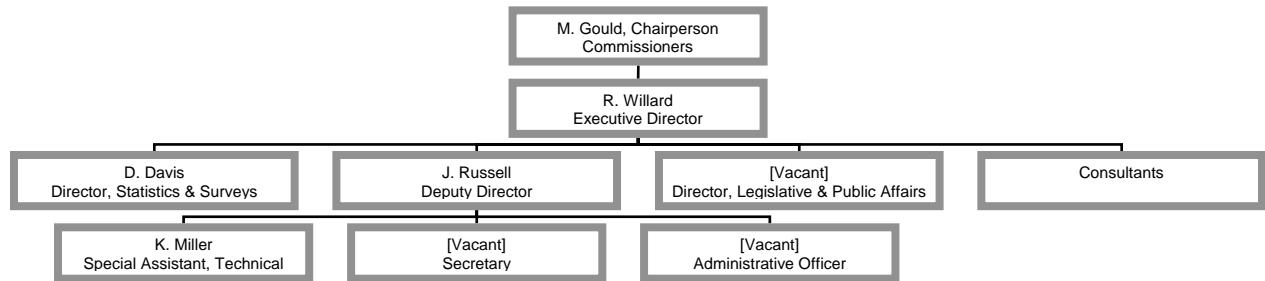 M. Gould, Chairperson
Commissioners
R. Willard
Executive Director
D. Davis
Director, Statistics & Surveys
J. Russell
Deputy Director
[Vacant]
Director, Legislative & Public Affairs
Consultants
K. Miller
Special Assistant, Technical
[Vacant]
Secretary
[Vacant]
Administrative Officer